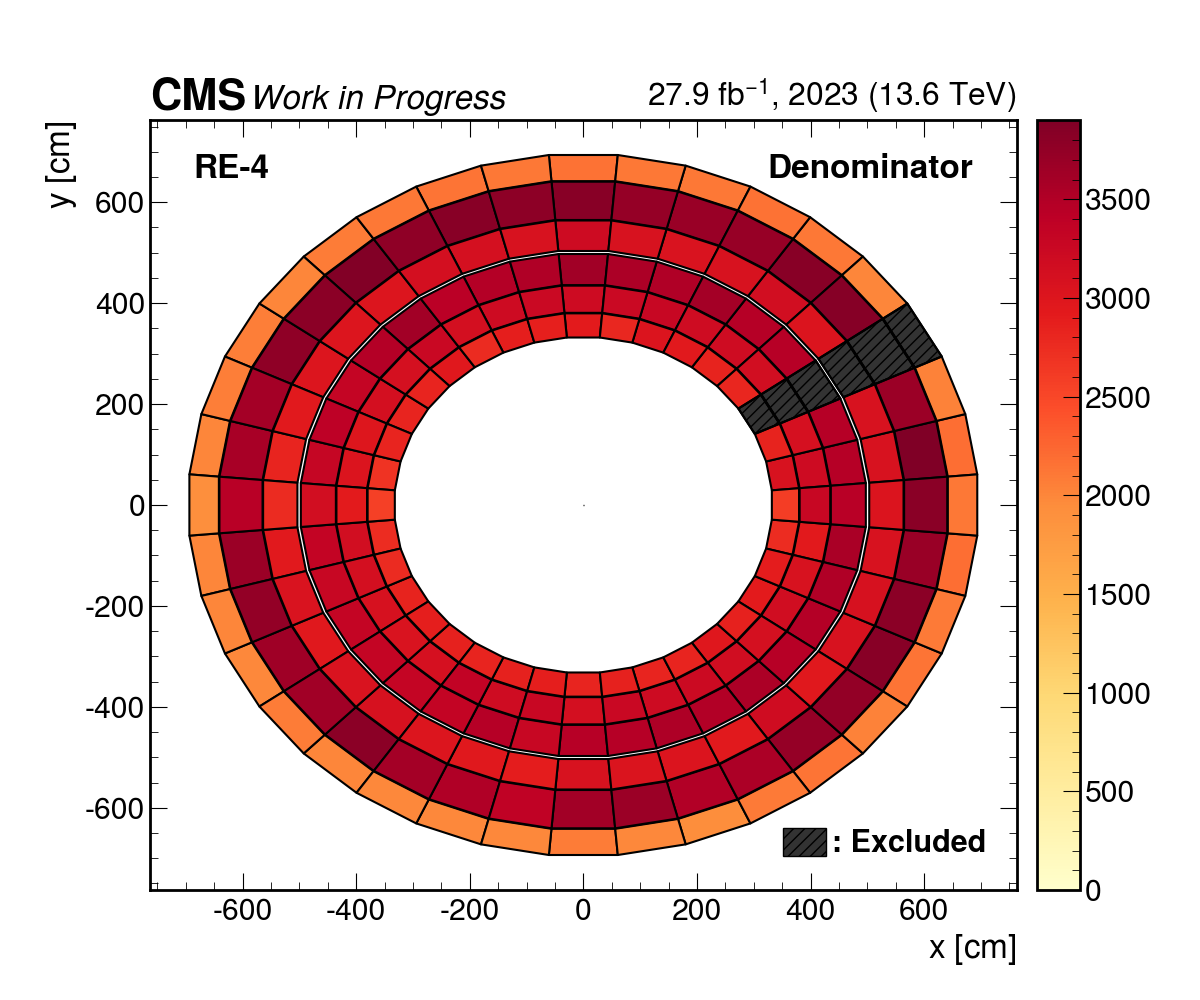 CMS Work in Progress
27.9 fb⁻¹, 2023 (13.6 TeV)
y [cm]
RE-4
Denominator
600
400
200
0
-200
-400
-600
: Excluded
-600 -400 -200 0 200 400 600
x [cm]
3500
3000
2500
2000
1500
1000
500
0